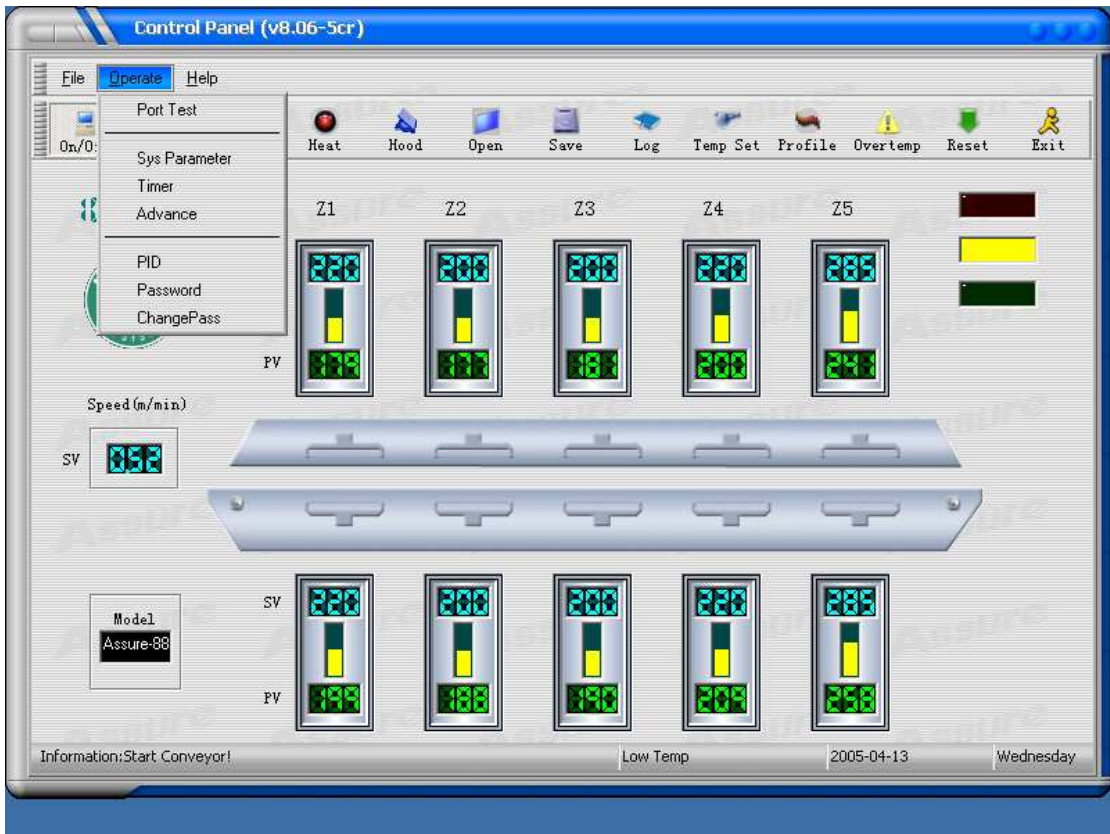 Control Panel (v8.06-5cr)
File Operate Help
Port Test
Sys Parameter
Timer
Advance
PID
Password
ChangePass
Heat Hood Open Save Log Temp Set Profile Overtemp Reset Exit
Z1 Z2 Z3 Z4 Z5
220 200 200 220 285
PV
Speed(m/min)
SV 052
SV 220 200 200 220 285
Model
Assure-88
PV
Information:Start Conveyor! Low Temp 2005-04-13 Wednesday